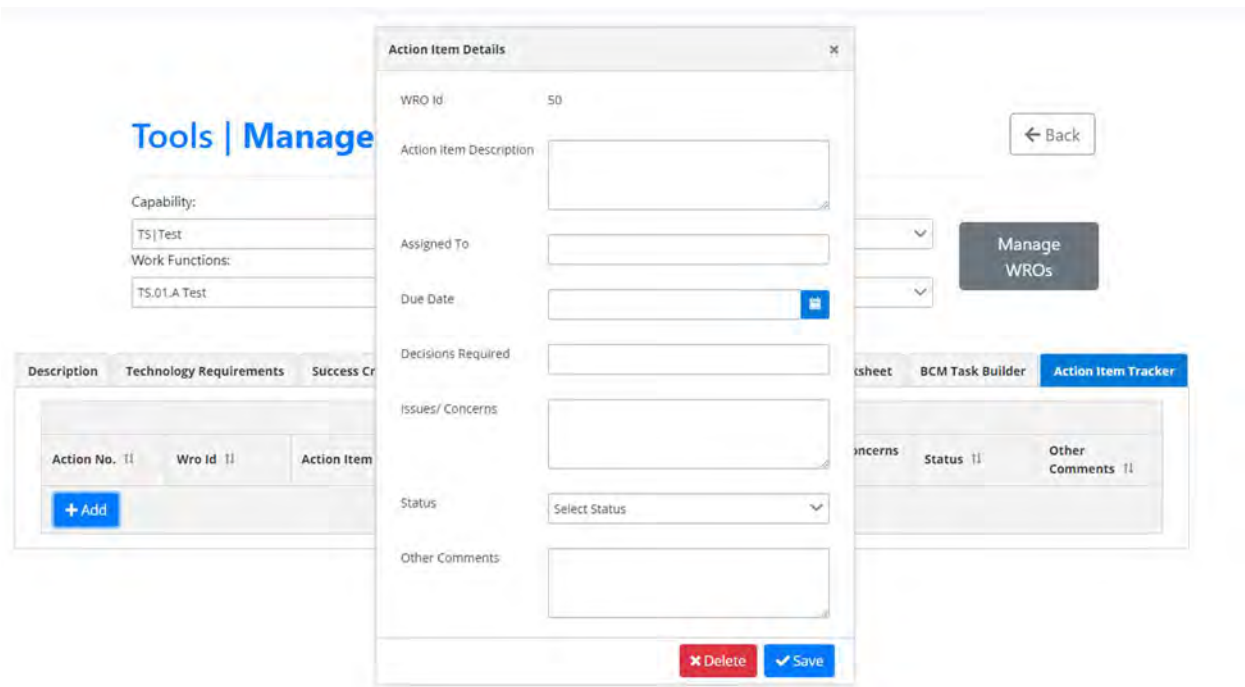 Action Item Details
WRO Id 50
Tools | Manage
← Back
Action Item Description
Capability:
TS|Test
Assigned To
Manage
WROs
Work Functions:
TS.01.A Test
Due Date
Decisions Required
Description Technology Requirements Success Cr ksheet BCM Task Builder Action Item Tracker
Issues/ Concerns
Action No. Wro Id Action Item oncerns Status Other
Comments
+ Add
Status Select Status
Other Comments
Delete Save